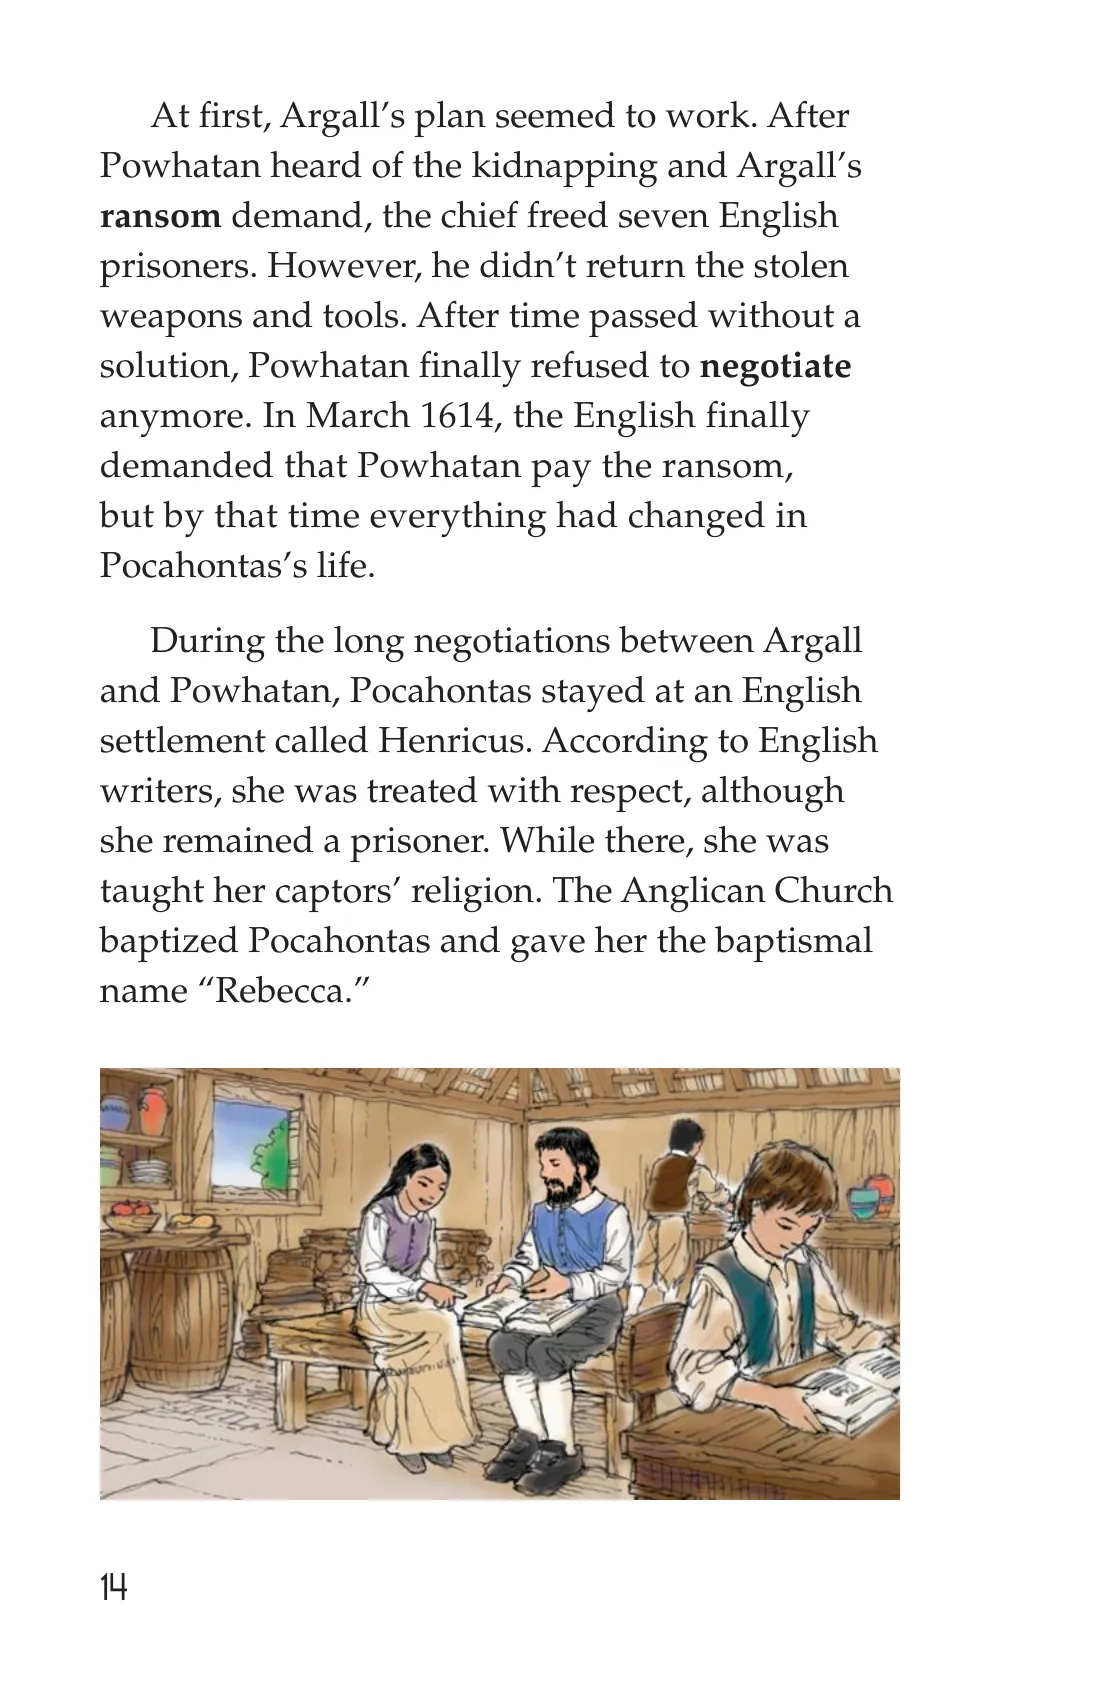 At first, Argall’s plan seemed to work. After
Powhatan heard of the kidnapping and Argall’s
ransom demand, the chief freed seven English
prisoners. However, he didn’t return the stolen
weapons and tools. After time passed without a
solution, Powhatan finally refused to negotiate
anymore. In March 1614, the English finally
demanded that Powhatan pay the ransom,
but by that time everything had changed in
Pocahontas’s life.
During the long negotiations between Argall
and Powhatan, Pocahontas stayed at an English
settlement called Henricus. According to English
writers, she was treated with respect, although
she remained a prisoner. While there, she was
taught her captors’ religion. The Anglican Church
baptized Pocahontas and gave her the baptismal
name “Rebecca.”
14